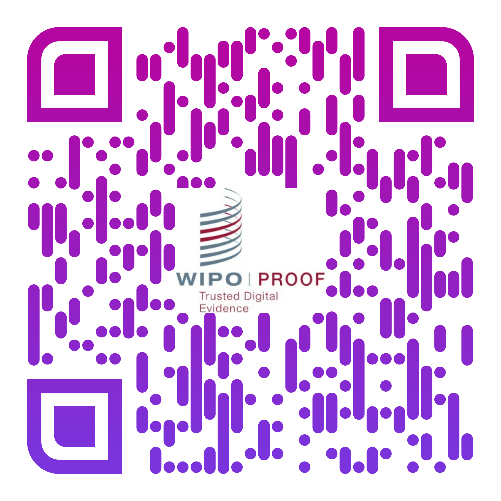 WIPO | PROOF
Trusted Digital
Evidence